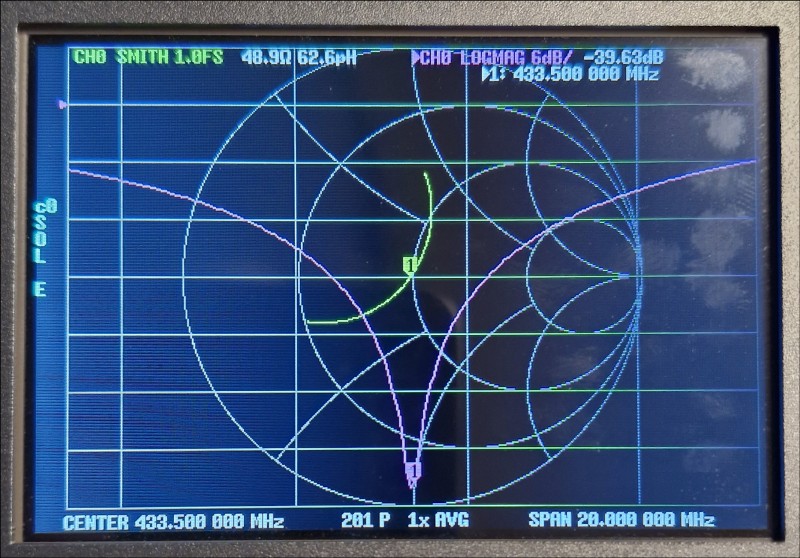 CH0 SMITH 1.0FS 48.9Ω 62.6pH CH0 LOGMAG 6dB/ -39.63dB
1: 433.500 000 MHz
c0
S
O
L
E
1
1
CENTER 433.500 000 MHz 201 P 1x AVG SPAN 20.000 000 MHz